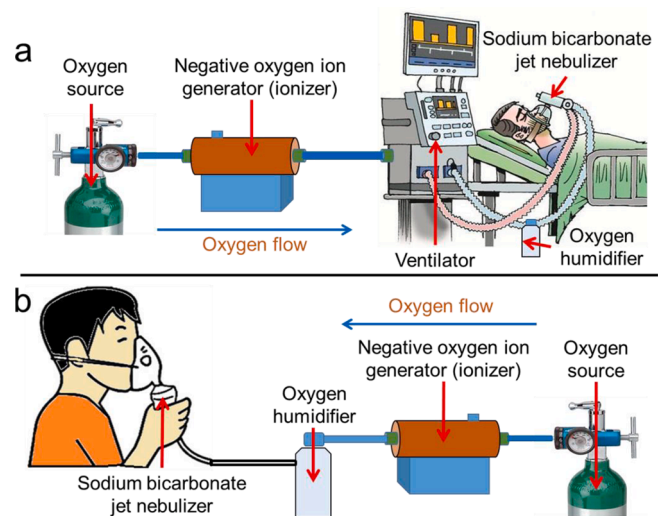 a
Oxygen
source
Negative oxygen ion
generator (ionizer)
Sodium bicarbonate
jet nebulizer
Oxygen flow
Ventilator
Oxygen
humidifier
b
Oxygen flow
Negative oxygen ion
generator (ionizer)
Oxygen
source
Oxygen
humidifier
Sodium bicarbonate
jet nebulizer